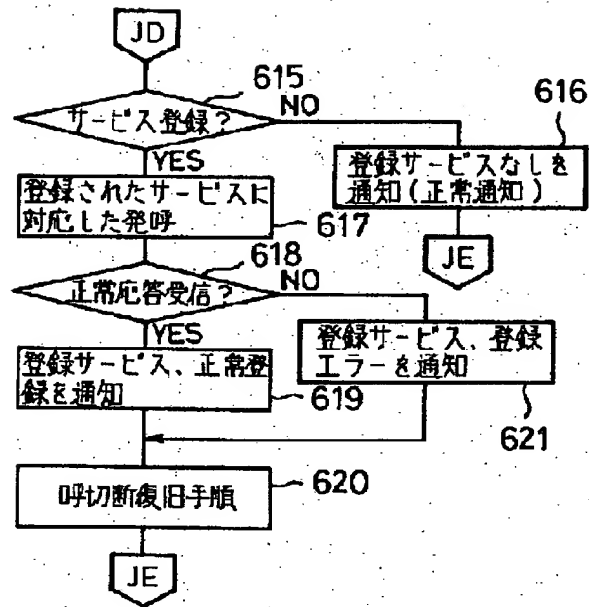 JD
615
サービス登録？
NO
616
YES
登録サービスなしを
通知(正常通知)
登録されたサービスに
対応した発呼
617
JE
618
正常応答受信？
NO
YES
登録サービス、登録
エラーを通知
登録サービス、正常登
録を通知
619
621
呼切断復旧手順
620
JE